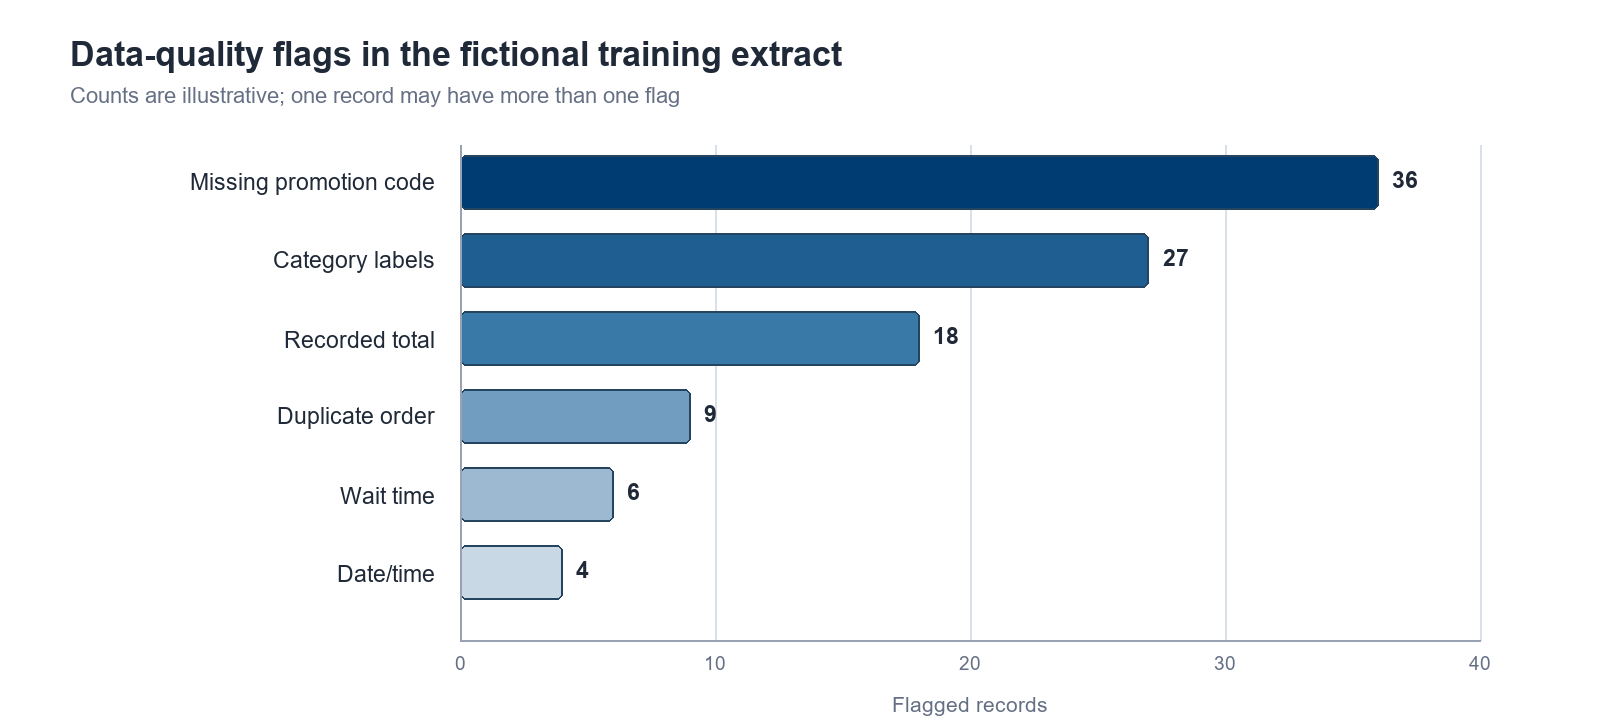 Data-quality flags in the fictional training extract
Counts are illustrative; one record may have more than one flag
Missing promotion code 36
Category labels 27
Recorded total 18
Duplicate order 9
Wait time 6
Date/time 4
0 10 20 30 40
Flagged records